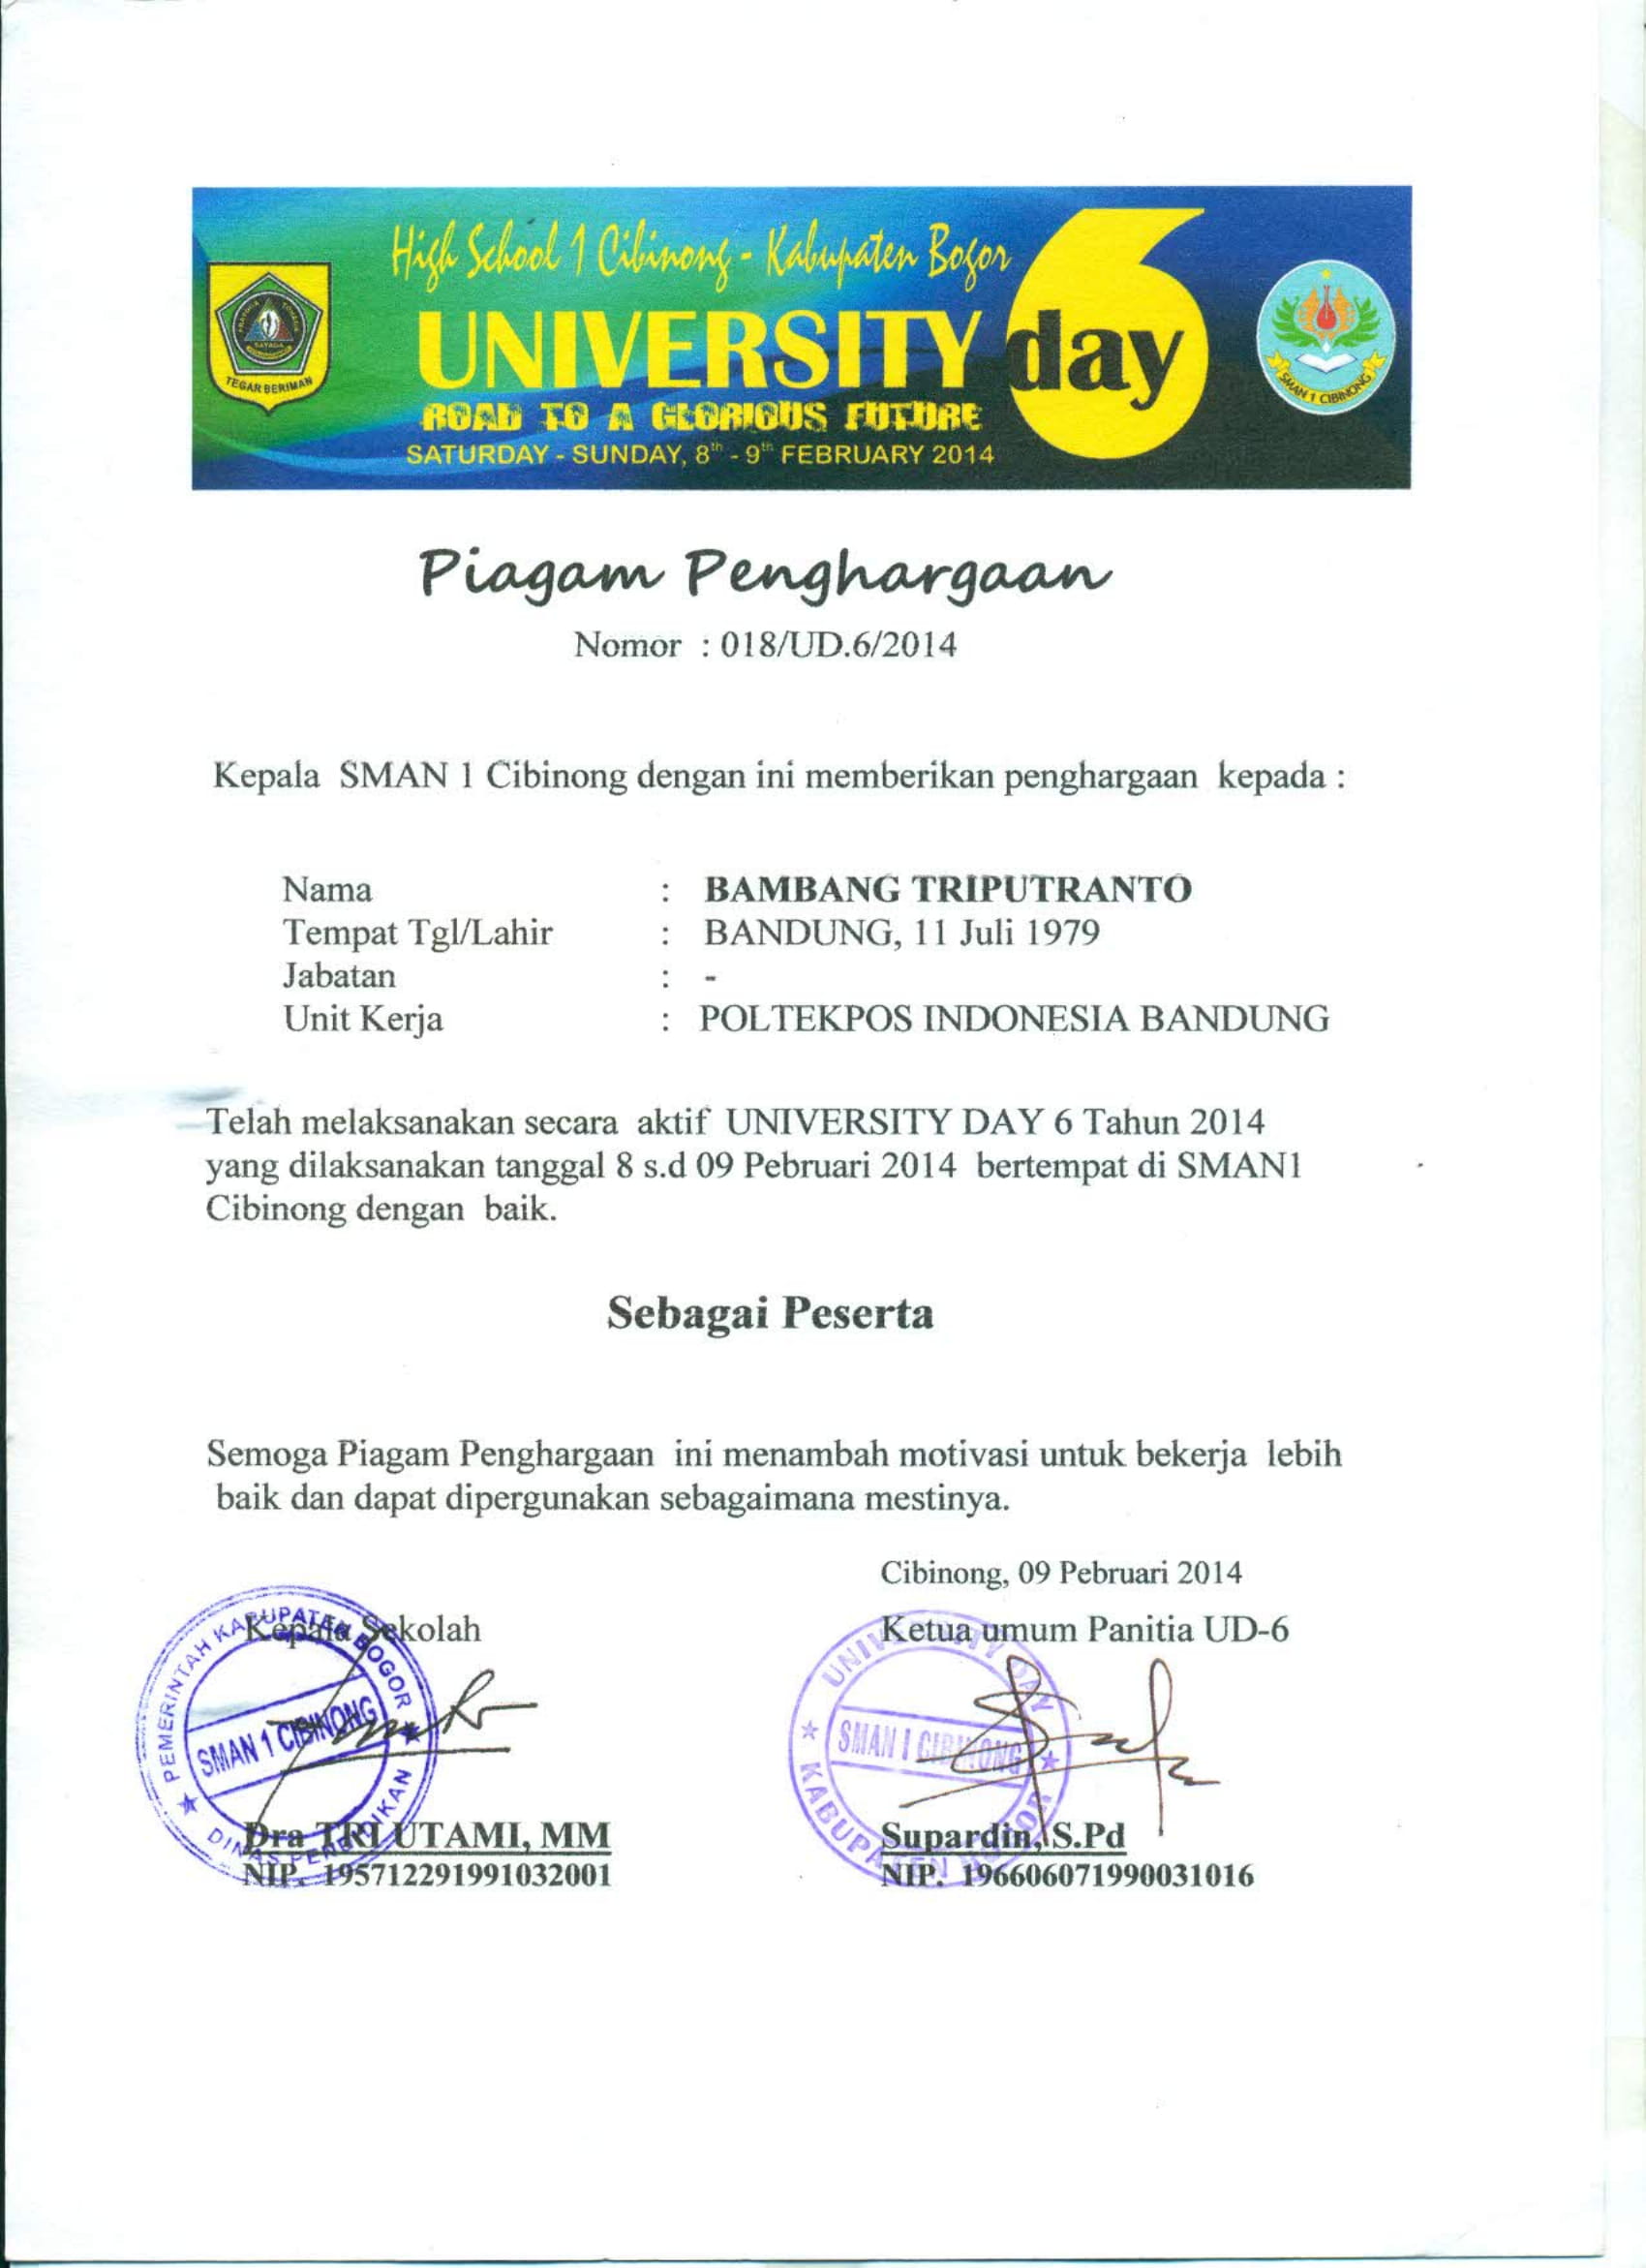 High School 1 Cibinong - Kabupaten Bogor
UNIVERSITY day 6
ROAD TO A GLORIOUS FUTURE
SATURDAY - SUNDAY, 8th - 9th FEBRUARY 2014
TEGAR BERIMAN
SMAN 1 CIBINONG
Piagam Penghargaan
Nomor : 018/UD.6/2014
Kepala SMAN 1 Cibinong dengan ini memberikan penghargaan kepada :
Nama : BAMBANG TRIPUTRANTO
Tempat Tgl/Lahir : BANDUNG, 11 Juli 1979
Jabatan : -
Unit Kerja : POLTEKPOS INDONESIA BANDUNG
Telah melaksanakan secara aktif UNIVERSITY DAY 6 Tahun 2014
yang dilaksanakan tanggal 8 s.d 09 Pebruari 2014 bertempat di SMAN1
Cibinong dengan baik.
Sebagai Peserta
Semoga Piagam Penghargaan ini menambah motivasi untuk bekerja lebih
baik dan dapat dipergunakan sebagaimana mestinya.
Cibinong, 09 Pebruari 2014
Kepala Sekolah
PEMERINTAH KABUPATEN BOGOR
SMAN 1 CIBINONG
DINAS PENDIDIKAN
Dra TRI UTAMI, MM
NIP. 195712291991032001
Ketua umum Panitia UD-6
UNIVERSITY DAY
SMAN 1 CIBINONG
KABUPATEN BOGOR
Supardin, S.Pd
NIP. 196606071990031016